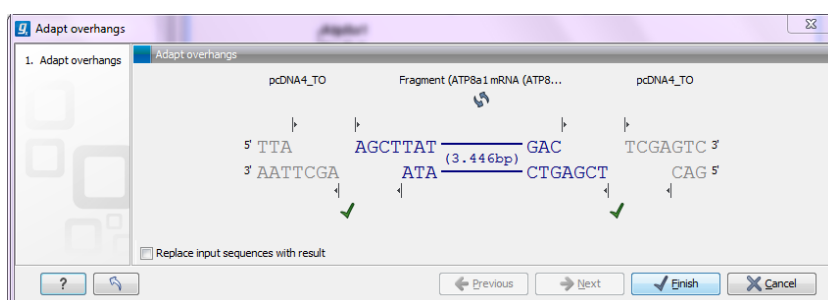 Adapt overhangs
1. Adapt overhangs
Adapt overhangs
pcDNA4_TO Fragment (ATP8a1 mRNA (ATP8... pcDNA4_TO
5' TTA AGCTTAT GAC TCGAGTC 3'
(3.446bp)
3' AATTCGA ATA CTGAGCT CAG 5'
Replace input sequences with result
? Previous Next Finish Cancel